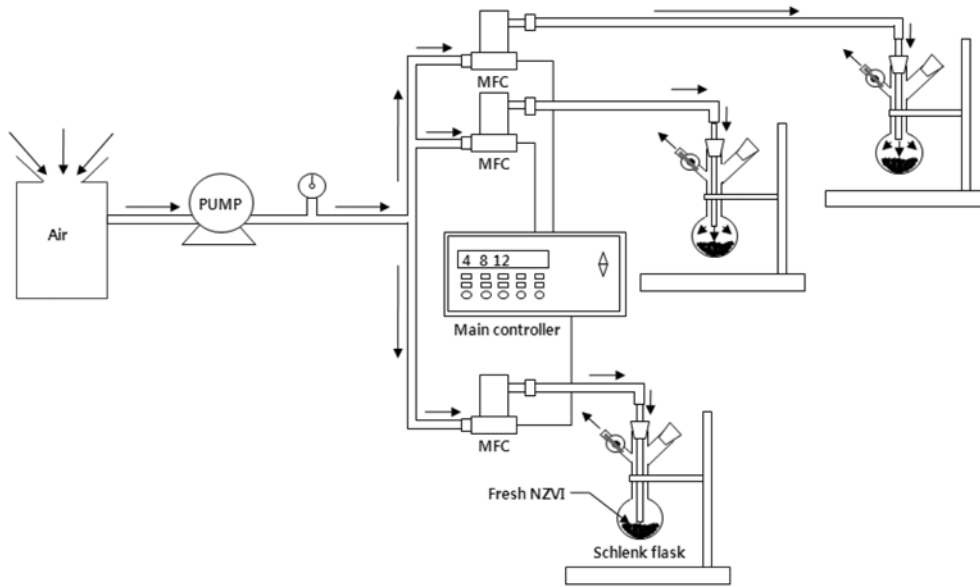 MFC
MFC
PUMP
Air
4 8 12
Main controller
MFC
Fresh NZVI
Schlenk flask